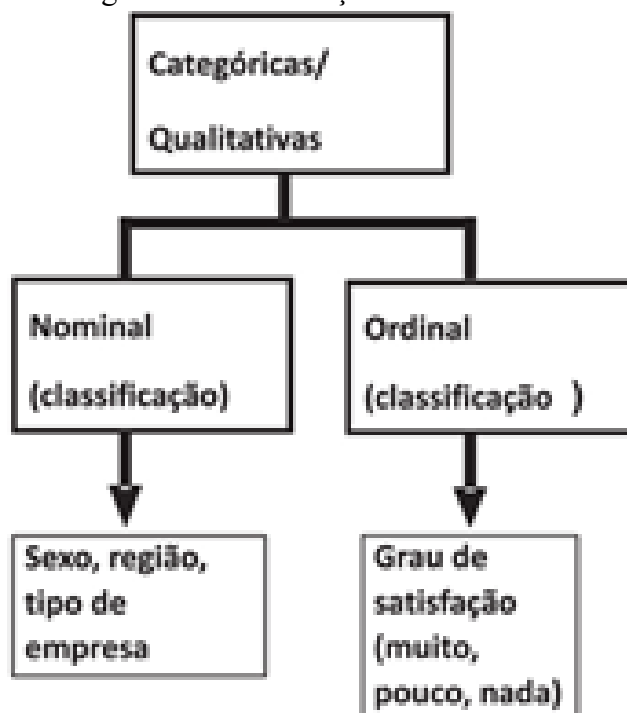 Categóricas/
Qualitativas
Nominal
(classificação)
Ordinal
(classificação )
Sexo, região,
tipo de
empresa
Grau de
satisfação
(muito,
pouco, nada)